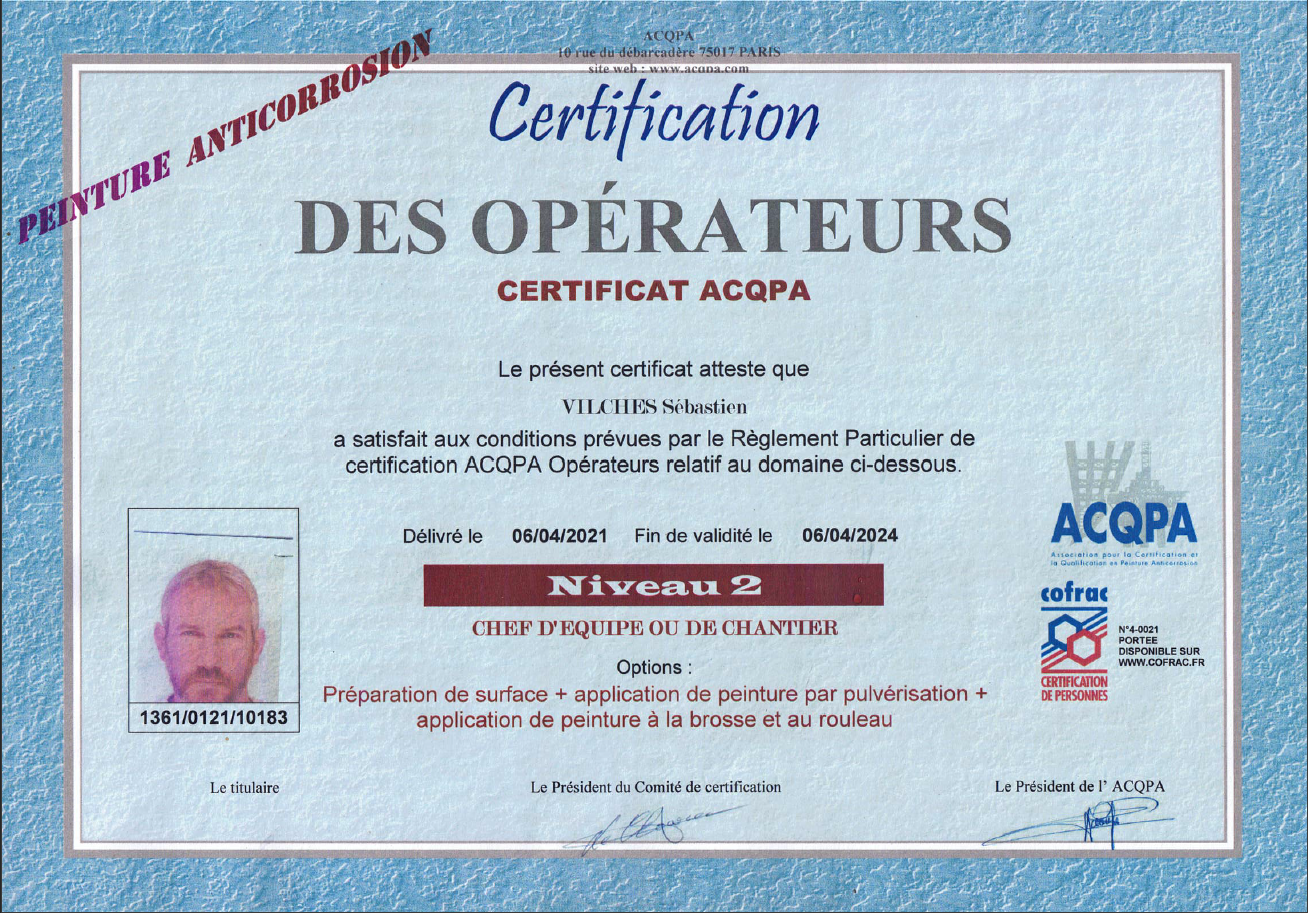 ACQPA
10 rue du débarcadère 75017 PARIS
site web : www.acqpa.com
PEINTURE ANTICORROSION
Certification
DES OPÉRATEURS
CERTIFICAT ACQPA
Le présent certificat atteste que
VILCHES Sébastien
a satisfait aux conditions prévues par le Règlement Particulier de
certification ACQPA Opérateurs relatif au domaine ci-dessous.
Délivré le 06/04/2021 Fin de validité le 06/04/2024
Niveau 2
CHEF D'EQUIPE OU DE CHANTIER
Options :
Préparation de surface + application de peinture par pulvérisation +
application de peinture à la brosse et au rouleau
1361/0121/10183
ACQPA
Association pour la Certification et
la Qualification en Peinture Anticorrosion
cofrac
CERTIFICATION
DE PERSONNES
N°4-0021
PORTEE
DISPONIBLE SUR
WWW.COFRAC.FR
Le titulaire
Le Président du Comité de certification
Le Président de l' ACQPA